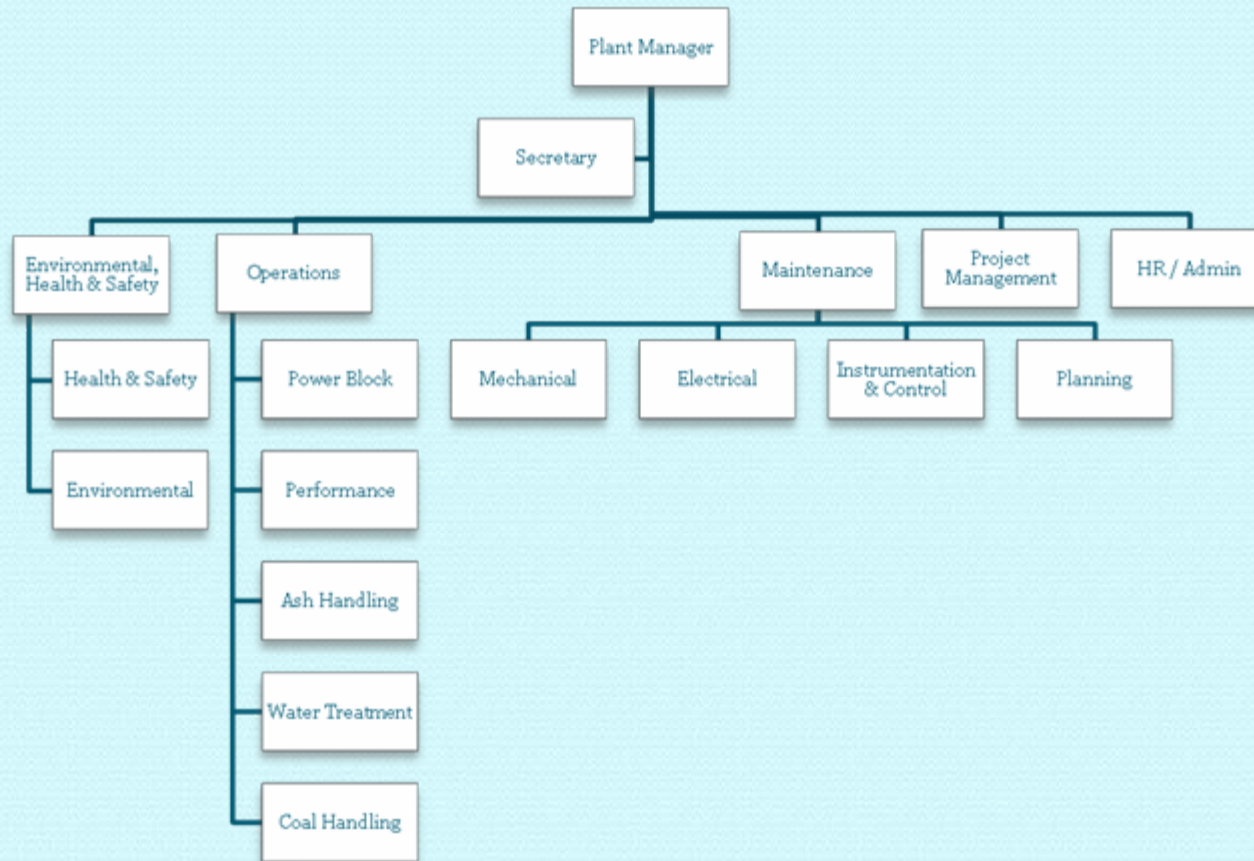 Plant Manager
Secretary
Environmental,
Health & Safety
Operations
Maintenance
Project
Management
HR / Admin
Health & Safety
Power Block
Mechanical
Electrical
Instrumentation
& Control
Planning
Environmental
Performance
Ash Handling
Water Treatment
Coal Handling